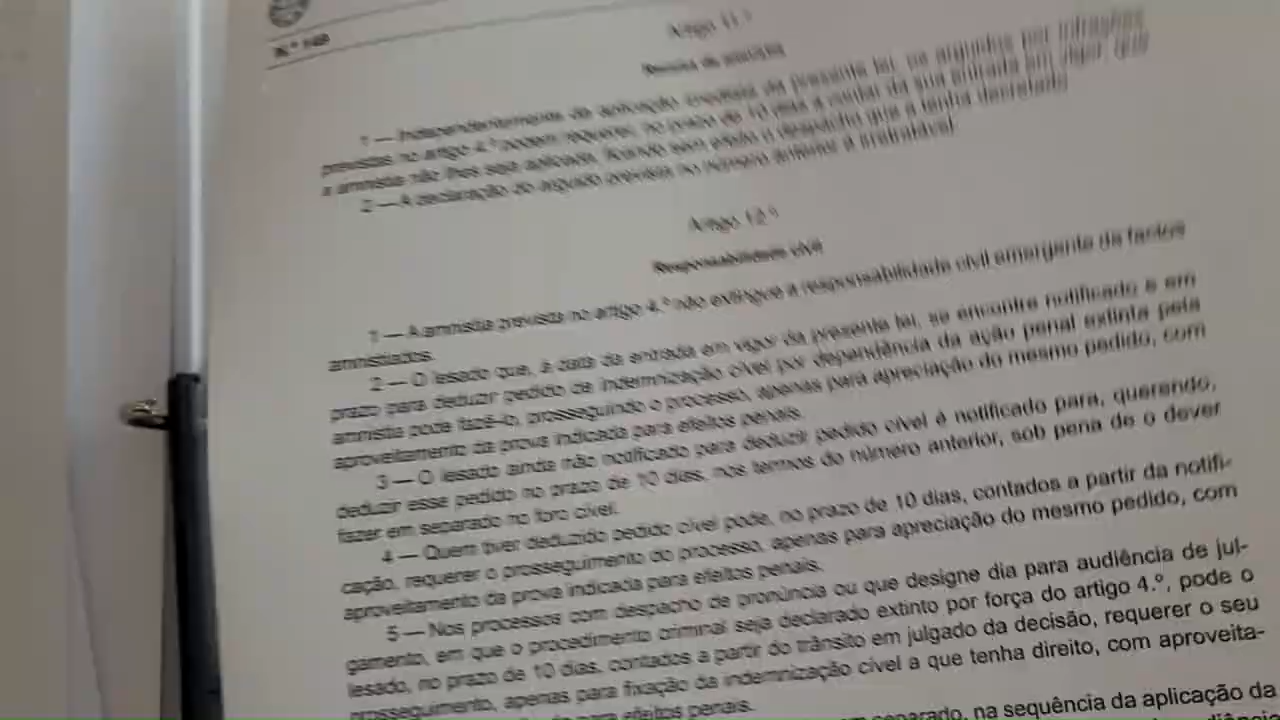 N.º 149
Artigo 11.º
Recusa de amnistia
1 — Independentemente da aplicação imediata da presente lei, os arguidos por infrações
previstas no artigo 4.º podem requerer, no prazo de 10 dias a contar da sua entrada em vigor, que
a amnistia não lhes seja aplicada, ficando sem efeito o despacho que a tenha decretado.
2 — A declaração do arguido prevista no número anterior é irretratável.
Artigo 12.º
Responsabilidade civil
1 — A amnistia prevista no artigo 4.º não extingue a responsabilidade civil emergente de factos
amnistiados.
2 — O lesado que, à data da entrada em vigor da presente lei, se encontre notificado e em
prazo para deduzir pedido de indemnização cível por dependência da ação penal extinta pela
amnistia pode fazê-lo, prosseguindo o processo, apenas para apreciação do mesmo pedido, com
aproveitamento da prova indicada para efeitos penais.
3 — O lesado ainda não notificado para deduzir pedido cível é notificado para, querendo,
deduzir esse pedido no prazo de 10 dias, nos termos do número anterior, sob pena de o dever
fazer em separado no foro cível.
4 — Quem tiver deduzido pedido cível pode, no prazo de 10 dias, contados a partir da notifi-
cação, requerer o prosseguimento do processo, apenas para apreciação do mesmo pedido, com
aproveitamento da prova indicada para efeitos penais.
5 — Nos processos com despacho de pronúncia ou que designe dia para audiência de jul-
gamento, em que o procedimento criminal seja declarado extinto por força do artigo 4.º, pode o
lesado, no prazo de 10 dias, contados a partir do trânsito em julgado da decisão, requerer o seu
prosseguimento, apenas para fixação da indemnização cível a que tenha direito, com aproveita-
para efeitos penais.
em separado, na sequência da aplicação da